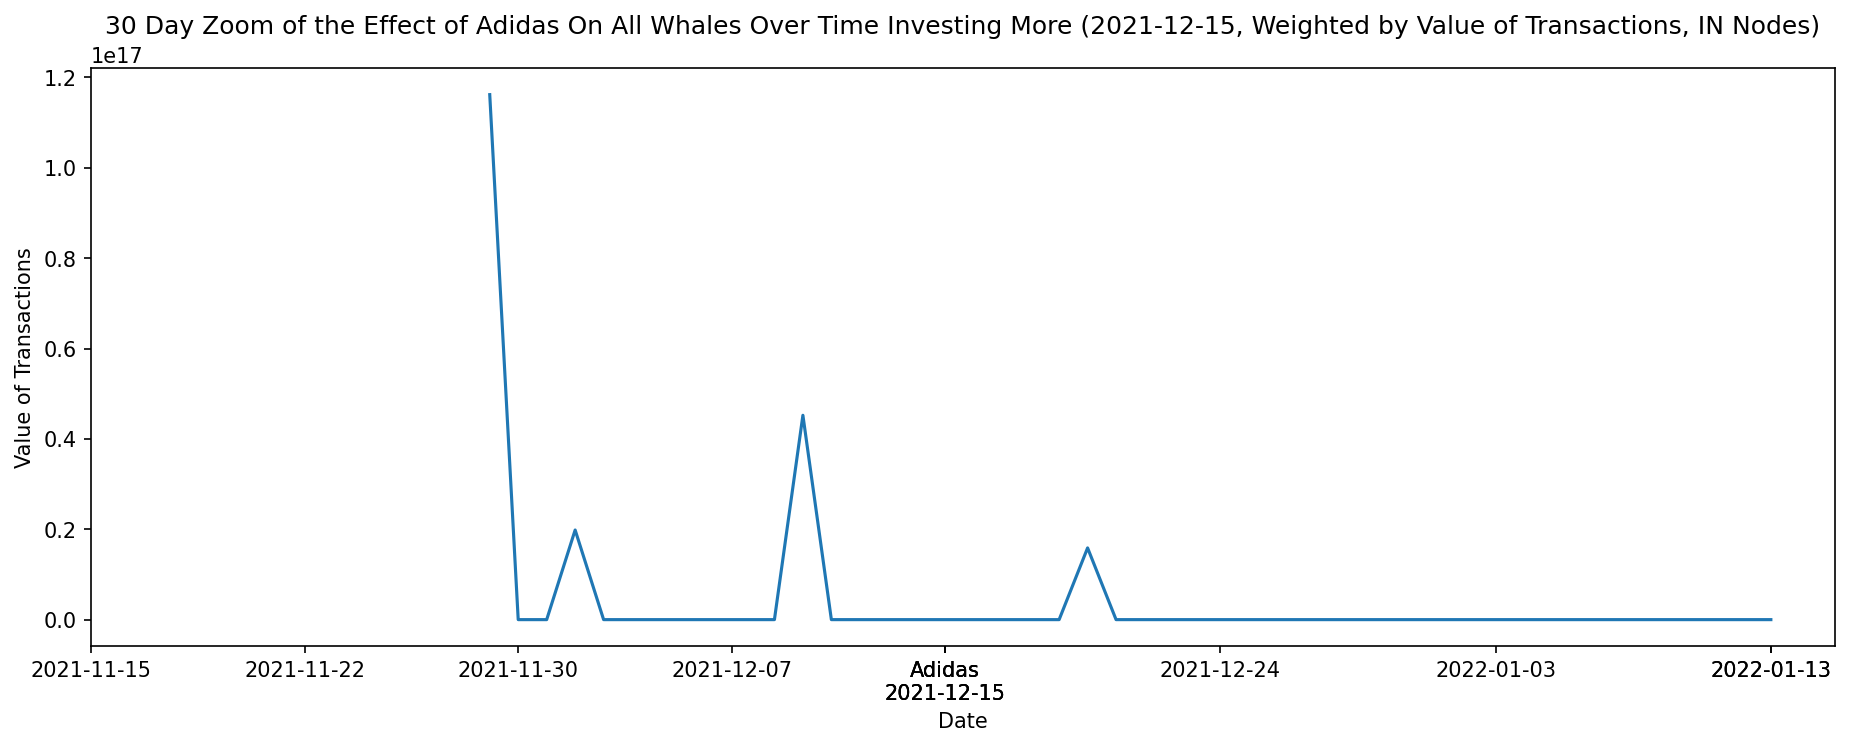 30 Day Zoom of the Effect of Adidas On All Whales Over Time Investing More (2021-12-15, Weighted by Value of Transactions, IN Nodes)
1e17
1.2
1.0
0.8
0.6
0.4
0.2
0.0
Value of Transactions
2021-11-15 2021-11-22 2021-11-30 2021-12-07 Adidas 2021-12-24 2022-01-03 2022-01-13
2021-12-15
Date